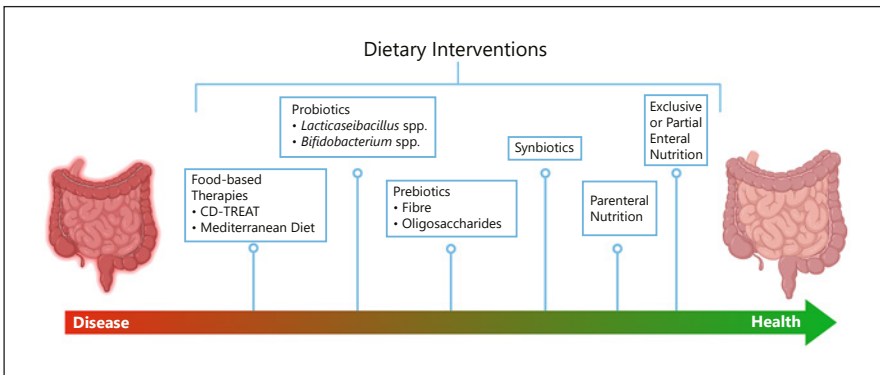 Dietary Interventions
Probiotics
• Lacticaseibacillus spp.
• Bifidobacterium spp.
Exclusive
or Partial
Enteral
Nutrition
Synbiotics
Food-based
Therapies
• CD-TREAT
• Mediterranean Diet
Prebiotics
• Fibre
• Oligosaccharides
Parenteral
Nutrition
Disease
Health